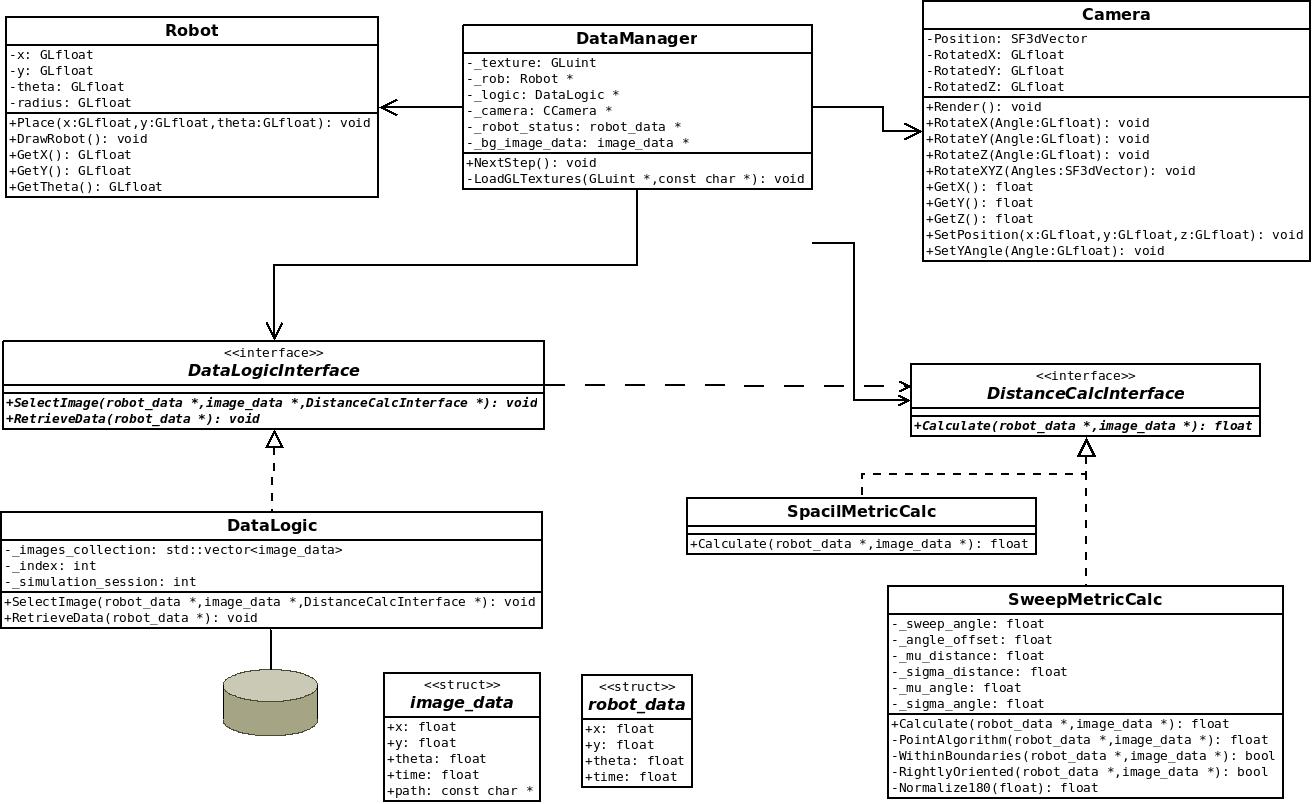 Robot
-x: GLfloat
-y: GLfloat
-theta: GLfloat
-radius: GLfloat
+Place(x:GLfloat,y:GLfloat,theta:GLfloat): void
+DrawRobot(): void
+GetX(): GLfloat
+GetY(): GLfloat
+GetTheta(): GLfloat
DataManager
-_texture: GLuint
-_rob: Robot *
-_logic: DataLogic *
-_camera: CCamera *
-_robot_status: robot_data *
-_bg_image_data: image_data *
+NextStep(): void
-LoadGLTextures(GLuint *,const char *): void
Camera
-Position: SF3dVector
-RotatedX: GLfloat
-RotatedY: GLfloat
-RotatedZ: GLfloat
+Render(): void
+RotateX(Angle:GLfloat): void
+RotateY(Angle:GLfloat): void
+RotateZ(Angle:GLfloat): void
+RotateXYZ(Angles:SF3dVector): void
+GetX(): float
+GetY(): float
+GetZ(): float
+SetPosition(x:GLfloat,y:GLfloat,z:GLfloat): void
+SetYAngle(Angle:GLfloat): void
<<interface>>
DataLogicInterface
+SelectImage(robot_data *,image_data *,DistanceCalcInterface *): void
+RetrieveData(robot_data *): void
<<interface>>
DistanceCalcInterface
+Calculate(robot_data *,image_data *): float
DataLogic
-_images_collection: std::vector<image_data>
-_index: int
-_simulation_session: int
+SelectImage(robot_data *,image_data *,DistanceCalcInterface *): void
+RetrieveData(robot_data *): void
SpacilMetricCalc
+Calculate(robot_data *,image_data *): float
SweepMetricCalc
-_sweep_angle: float
-_angle_offset: float
-_mu_distance: float
-_sigma_distance: float
-_mu_angle: float
-_sigma_angle: float
+Calculate(robot_data *,image_data *): float
-PointAlgorithm(robot_data *,image_data *): float
-WithinBoundaries(robot_data *,image_data *): bool
-RightlyOriented(robot_data *,image_data *): bool
-Normalize180(float): float
<<struct>>
image_data
+x: float
+y: float
+theta: float
+time: float
+path: const char *
<<struct>>
robot_data
+x: float
+y: float
+theta: float
+time: float